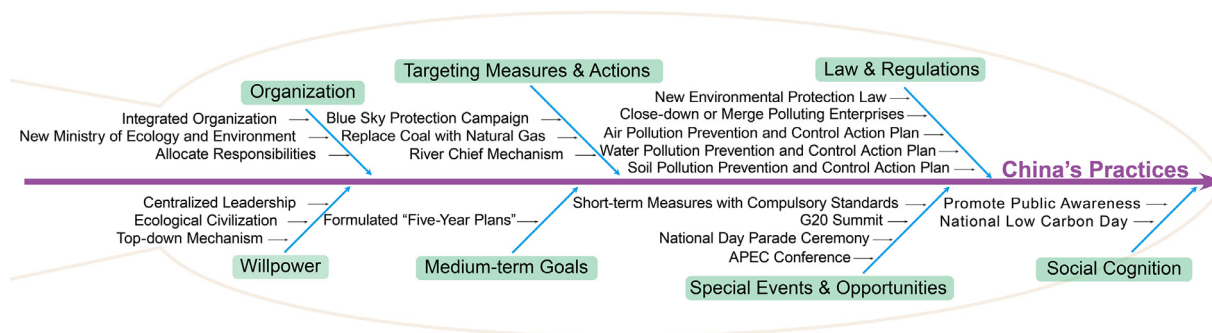 Organization
Integrated Organization
New Ministry of Ecology and Environment
Allocate Responsibilities
Targeting Measures & Actions
Blue Sky Protection Campaign
Replace Coal with Natural Gas
River Chief Mechanism
Law & Regulations
New Environmental Protection Law
Close-down or Merge Polluting Enterprises
Air Pollution Prevention and Control Action Plan
Water Pollution Prevention and Control Action Plan
Soil Pollution Prevention and Control Action Plan
China's Practices
Centralized Leadership
Ecological Civilization
Top-down Mechanism
Willpower
Formulated “Five-Year Plans”
Medium-term Goals
Short-term Measures with Compulsory Standards
G20 Summit
National Day Parade Ceremony
APEC Conference
Special Events & Opportunities
Promote Public Awareness
National Low Carbon Day
Social Cognition